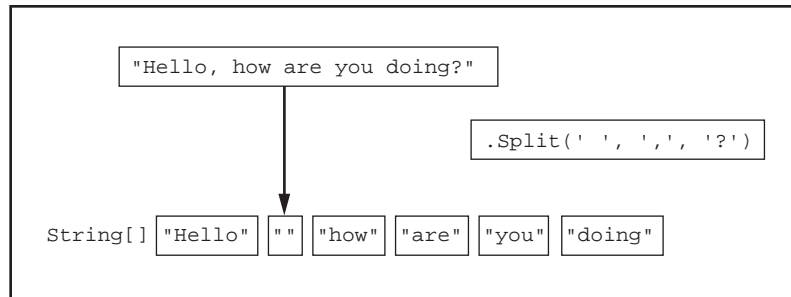 "Hello, how are you doing?"
.Split(' ', ',', '?')
String[] "Hello" "" "how" "are" "you" "doing"